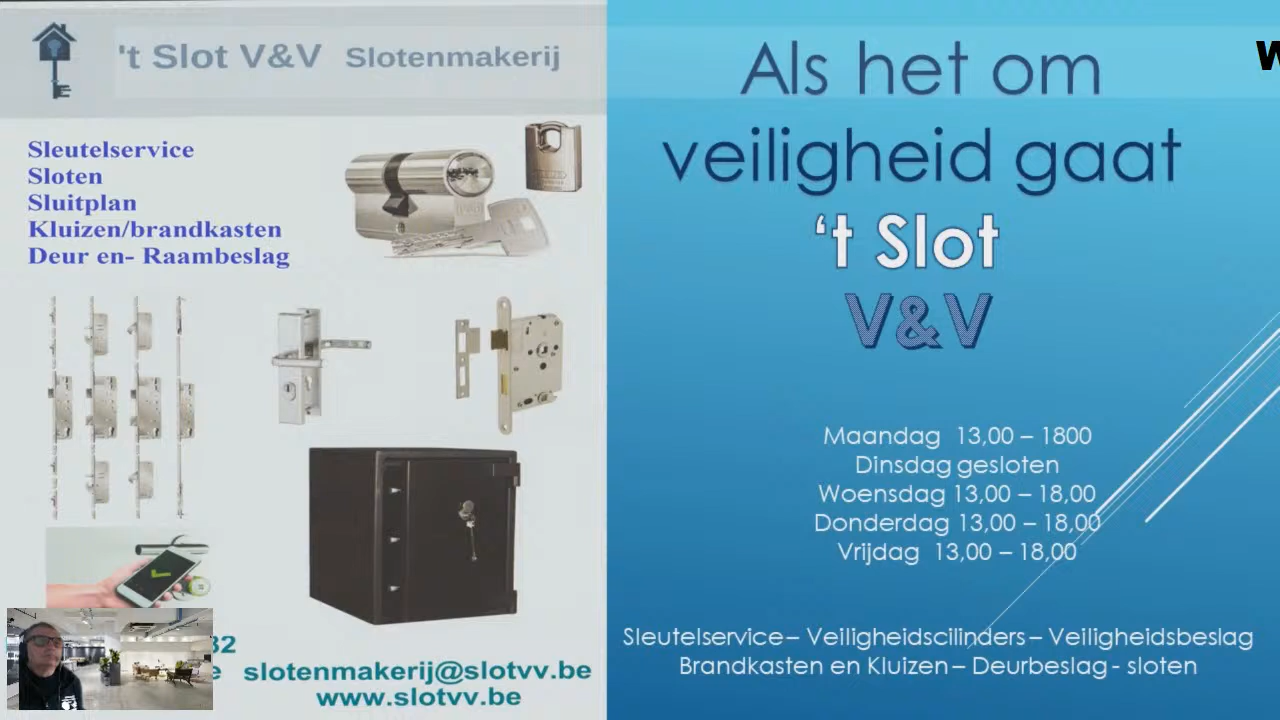 't Slot V&V Slotenmakerij
Sleutelservice
Sloten
Sluitplan
Kluizen/brandkasten
Deur en- Raambeslag
32
e
slotenmakerij@slotvv.be
www.slotvv.be
Als het om
veiligheid gaat
't Slot
V&V
Maandag 13,00 – 1800
Dinsdag gesloten
Woensdag 13,00 – 18,00
Donderdag 13,00 – 18,00
Vrijdag 13,00 – 18,00
Sleutelservice – Veiligheidscilinders – Veiligheidsbeslag
Brandkasten en Kluizen – Deurbeslag - sloten
W